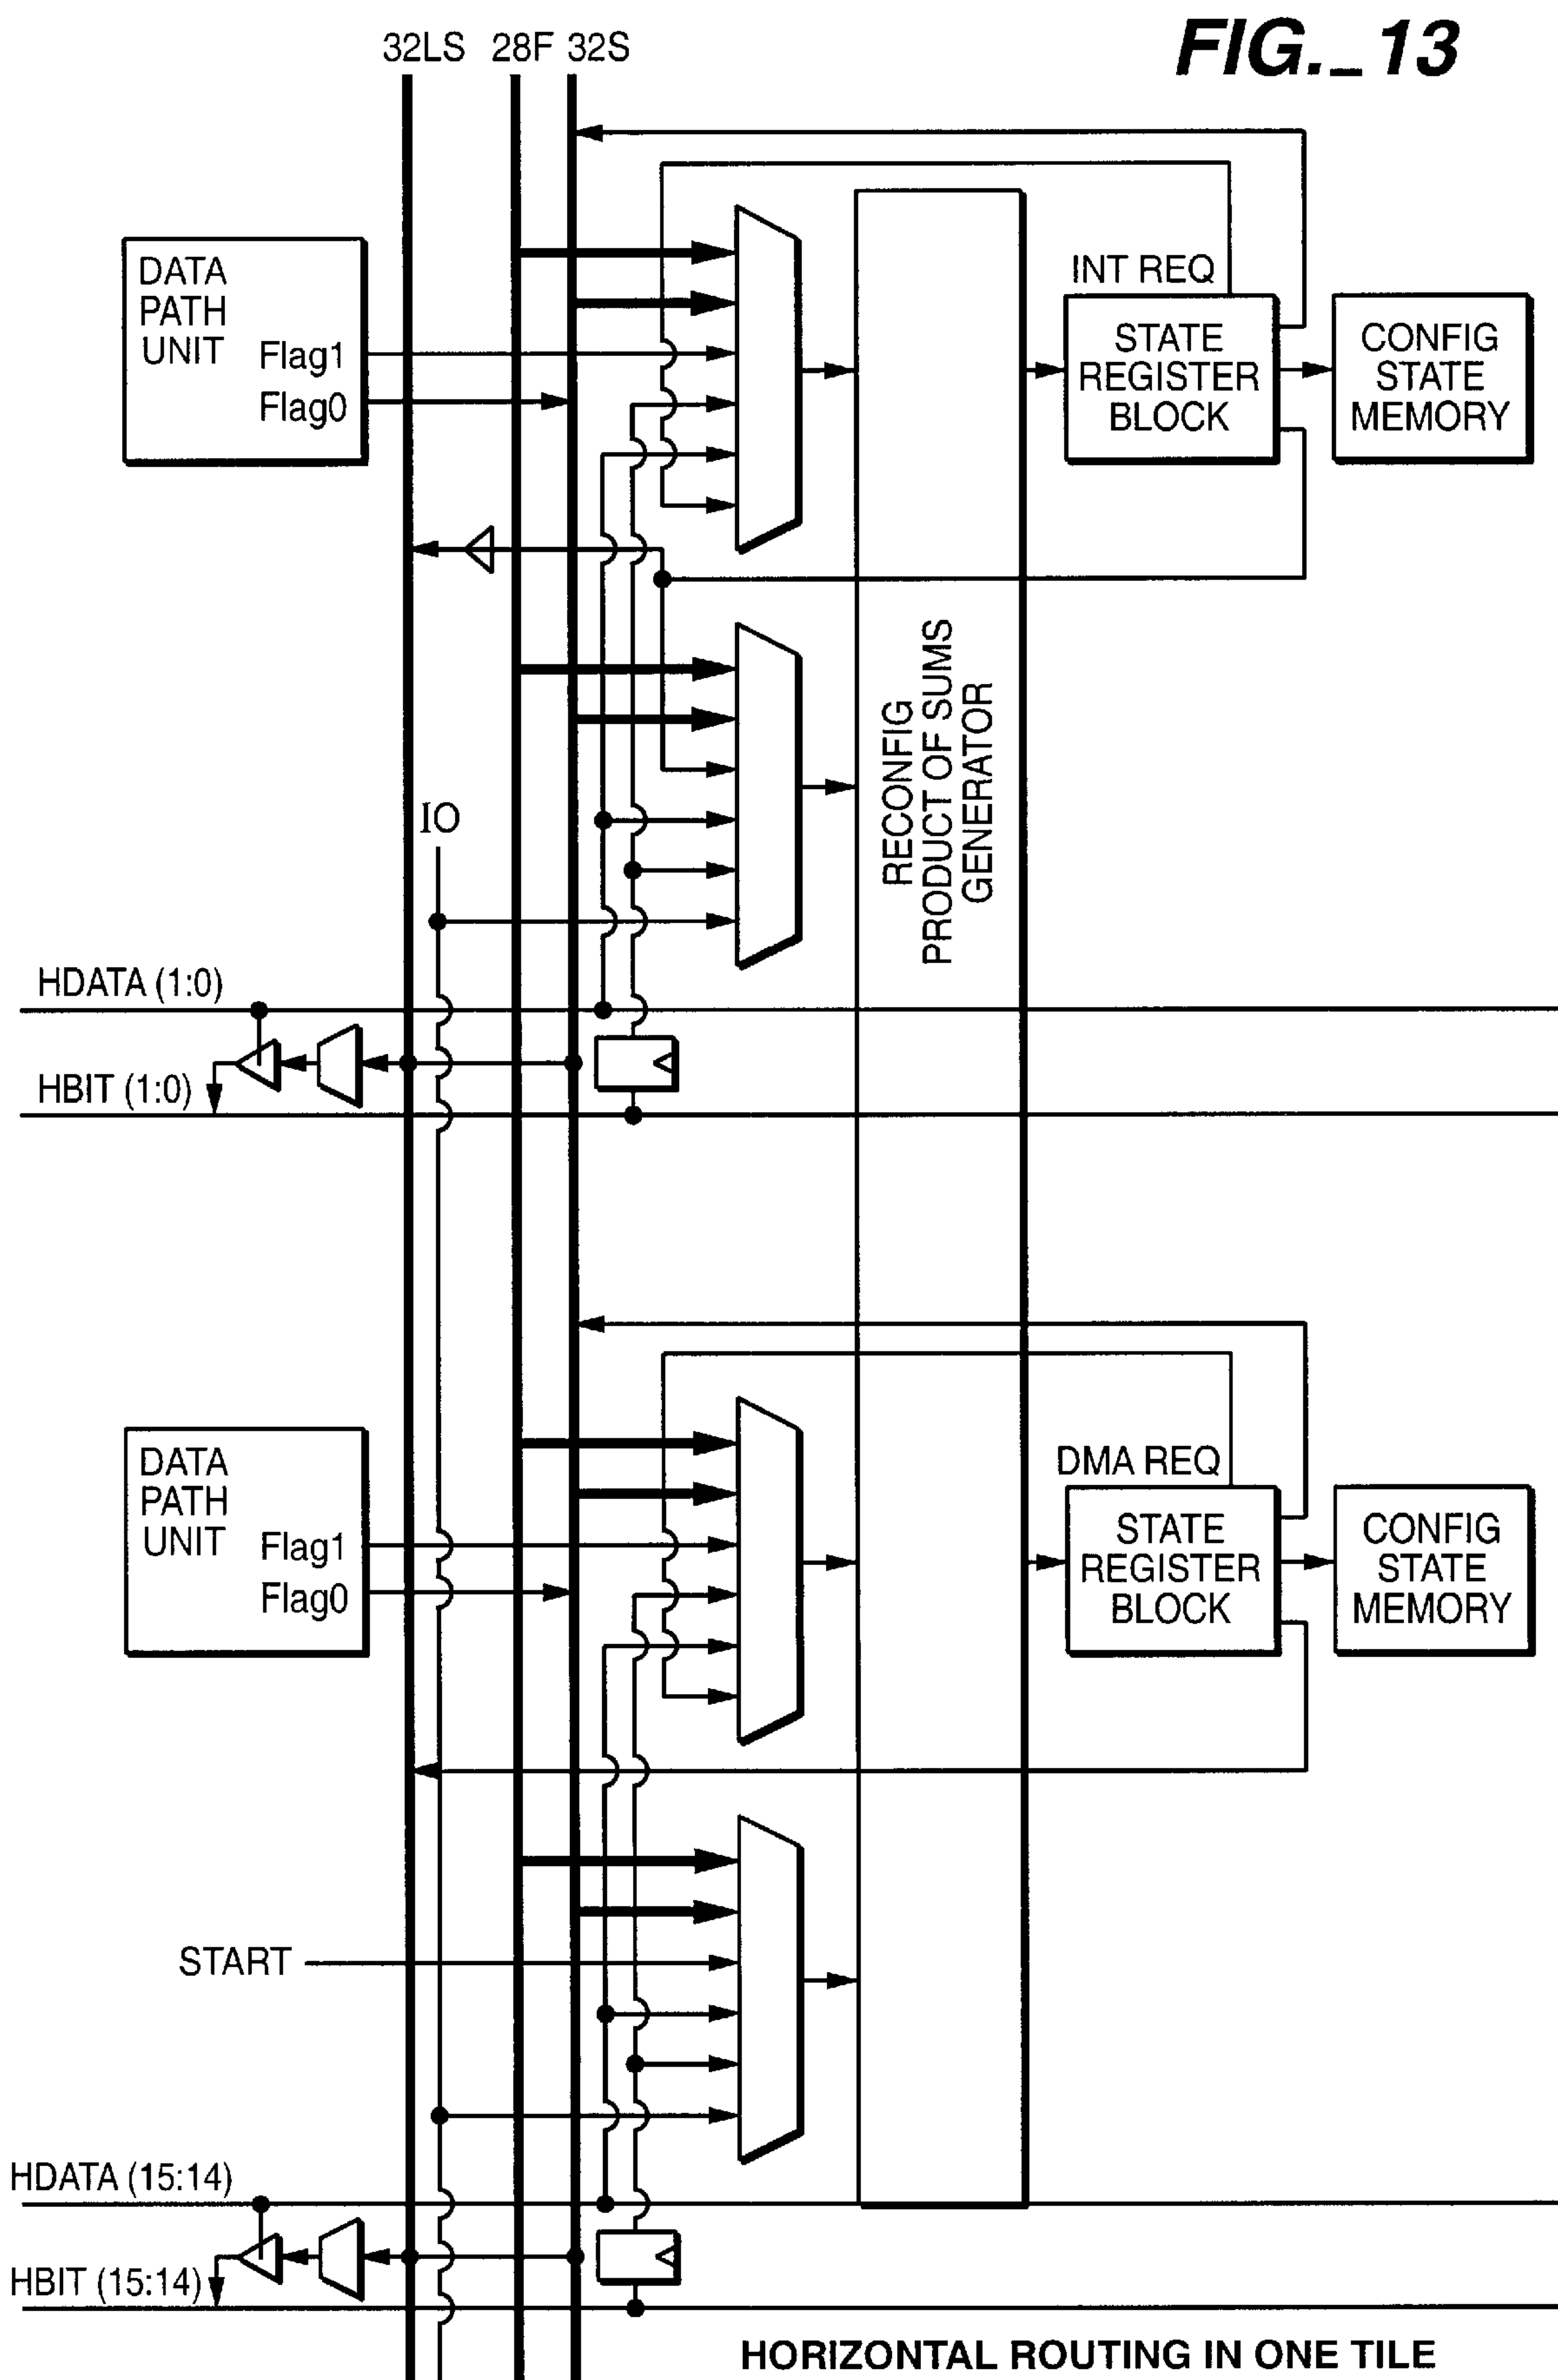 FIG._13
32LS 28F 32S
DATA
PATH
UNIT
Flag1
Flag0
INT REQ
STATE
REGISTER
BLOCK
CONFIG
STATE
MEMORY
RECONFIG
PRODUCT OF SUMS
GENERATOR
IO
HDATA (1:0)
HBIT (1:0)
DATA
PATH
UNIT
Flag1
Flag0
DMA REQ
STATE
REGISTER
BLOCK
CONFIG
STATE
MEMORY
START
HDATA (15:14)
HBIT (15:14)
HORIZONTAL ROUTING IN ONE TILE